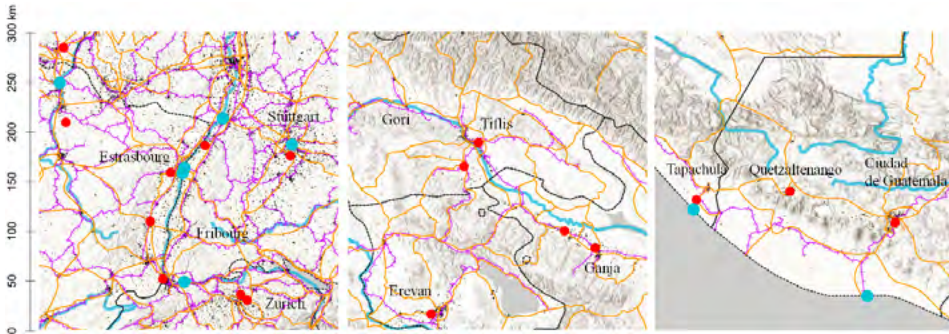 300 km
250
200
150
100
50
0
Stuttgart
Estrasbourg
Fribourg
Zurich
Gori
Tiflis
Ganja
Erevan
Tapachula
Quetzaltenango
Ciudad
de Guatemala